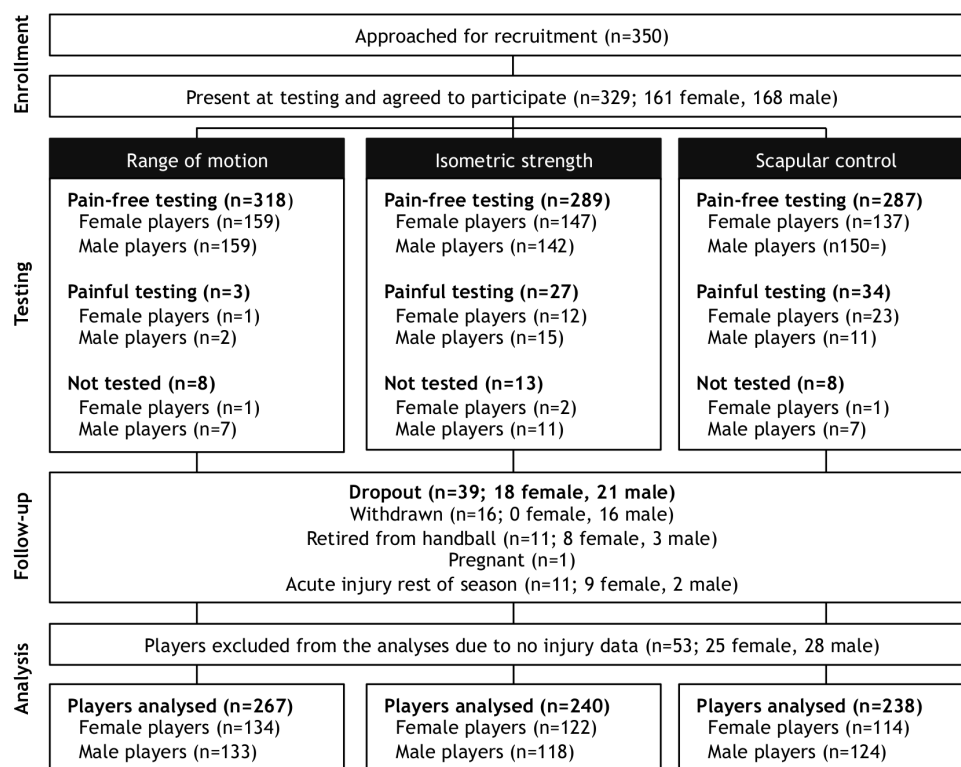 Enrollment
Approached for recruitment (n=350)
Present at testing and agreed to participate (n=329; 161 female, 168 male)
Testing
Range of motion
Pain-free testing (n=318)
Female players (n=159)
Male players (n=159)
Painful testing (n=3)
Female players (n=1)
Male players (n=2)
Not tested (n=8)
Female players (n=1)
Male players (n=7)
Isometric strength
Pain-free testing (n=289)
Female players (n=147)
Male players (n=142)
Painful testing (n=27)
Female players (n=12)
Male players (n=15)
Not tested (n=13)
Female players (n=2)
Male players (n=11)
Scapular control
Pain-free testing (n=287)
Female players (n=137)
Male players (n150=)
Painful testing (n=34)
Female players (n=23)
Male players (n=11)
Not tested (n=8)
Female players (n=1)
Male players (n=7)
Follow-up
Dropout (n=39; 18 female, 21 male)
Withdrawn (n=16; 0 female, 16 male)
Retired from handball (n=11; 8 female, 3 male)
Pregnant (n=1)
Acute injury rest of season (n=11; 9 female, 2 male)
Analysis
Players excluded from the analyses due to no injury data (n=53; 25 female, 28 male)
Players analysed (n=267)
Female players (n=134)
Male players (n=133)
Players analysed (n=240)
Female players (n=122)
Male players (n=118)
Players analysed (n=238)
Female players (n=114)
Male players (n=124)